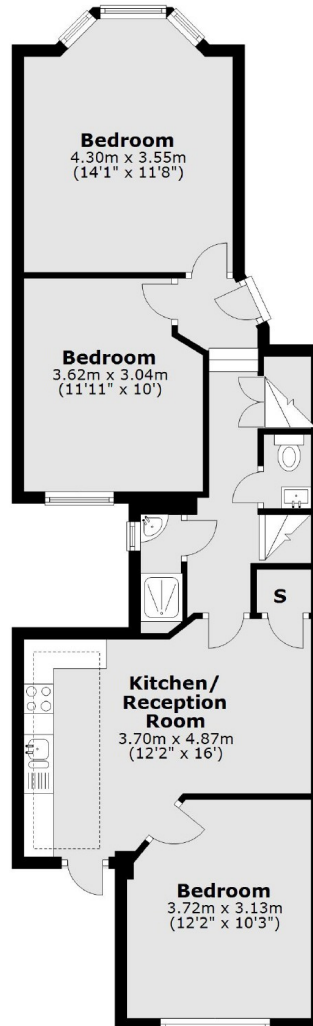 Bedroom
4.30m x 3.55m
(14'1" x 11'8")
Bedroom
3.62m x 3.04m
(11'11" x 10')
S
Kitchen/
Reception
Room
3.70m x 4.87m
(12'2" x 16')
Bedroom
3.72m x 3.13m
(12'2" x 10'3")